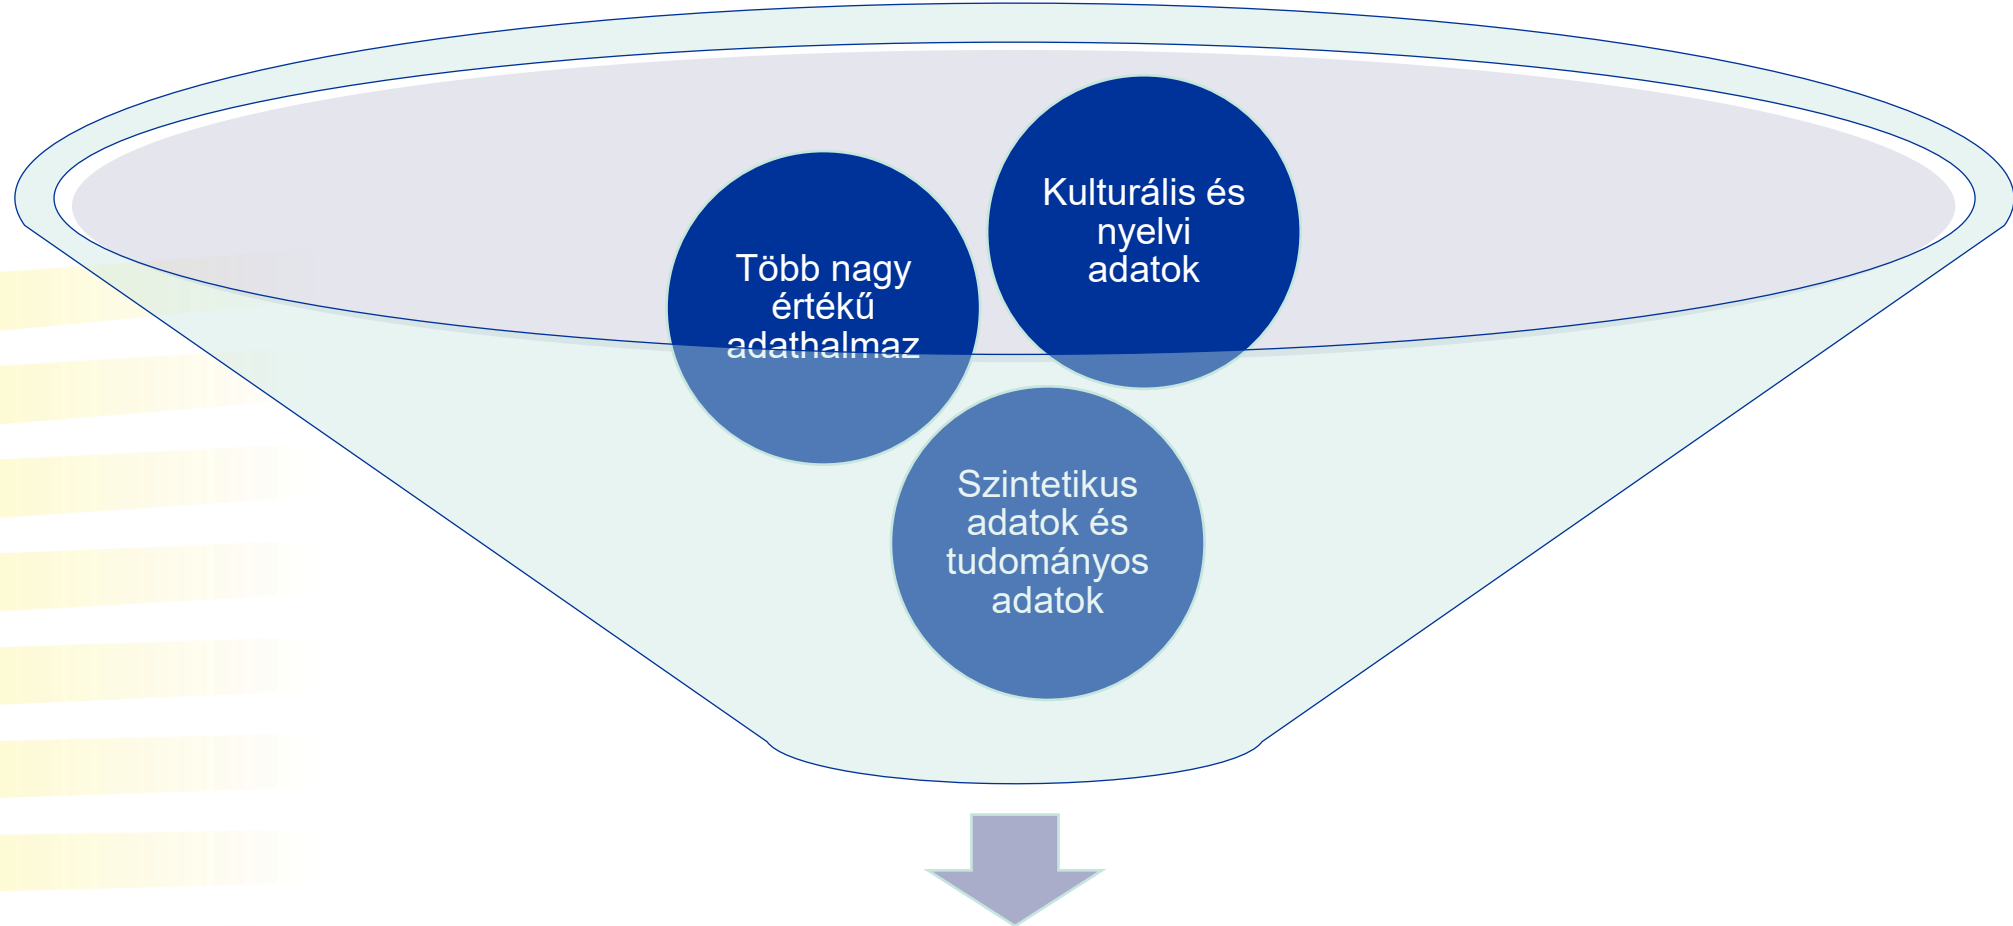 Több nagy
értékű
adathalmaz
Kulturális és
nyelvi
adatok
Szintetikus
adatok és
tudományos
adatok